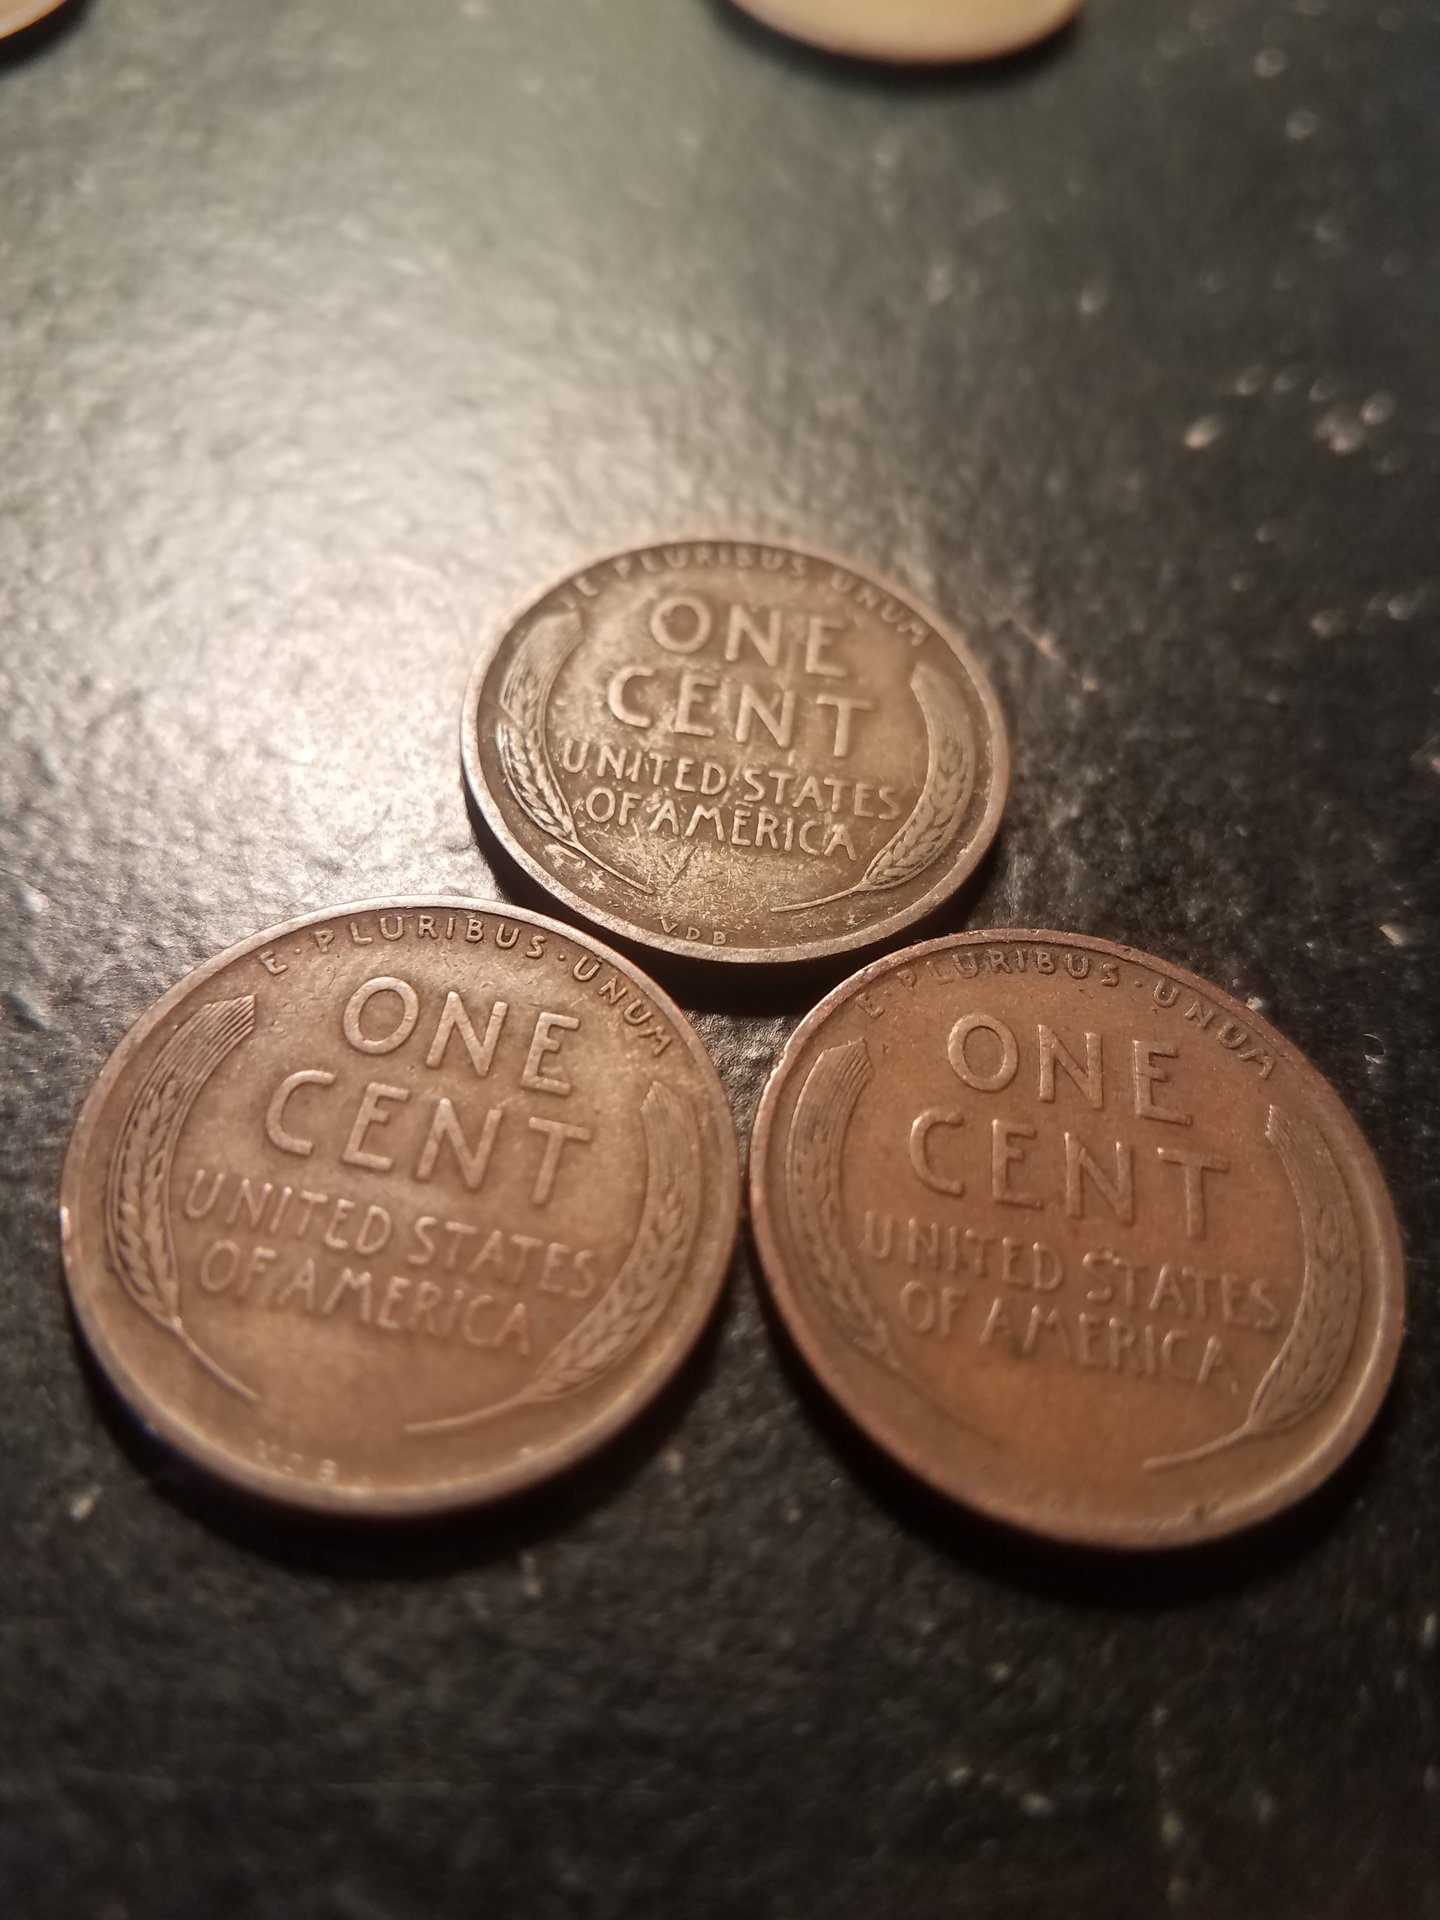 E·PLURIBUS·UNUM
ONE
CENT
UNITED STATES
OF AMERICA
VDB
E·PLURIBUS·UNUM
ONE
CENT
UNITED STATES
OF AMERICA
E·PLURIBUS·UNUM
ONE
CENT
UNITED STATES
OF AMERICA